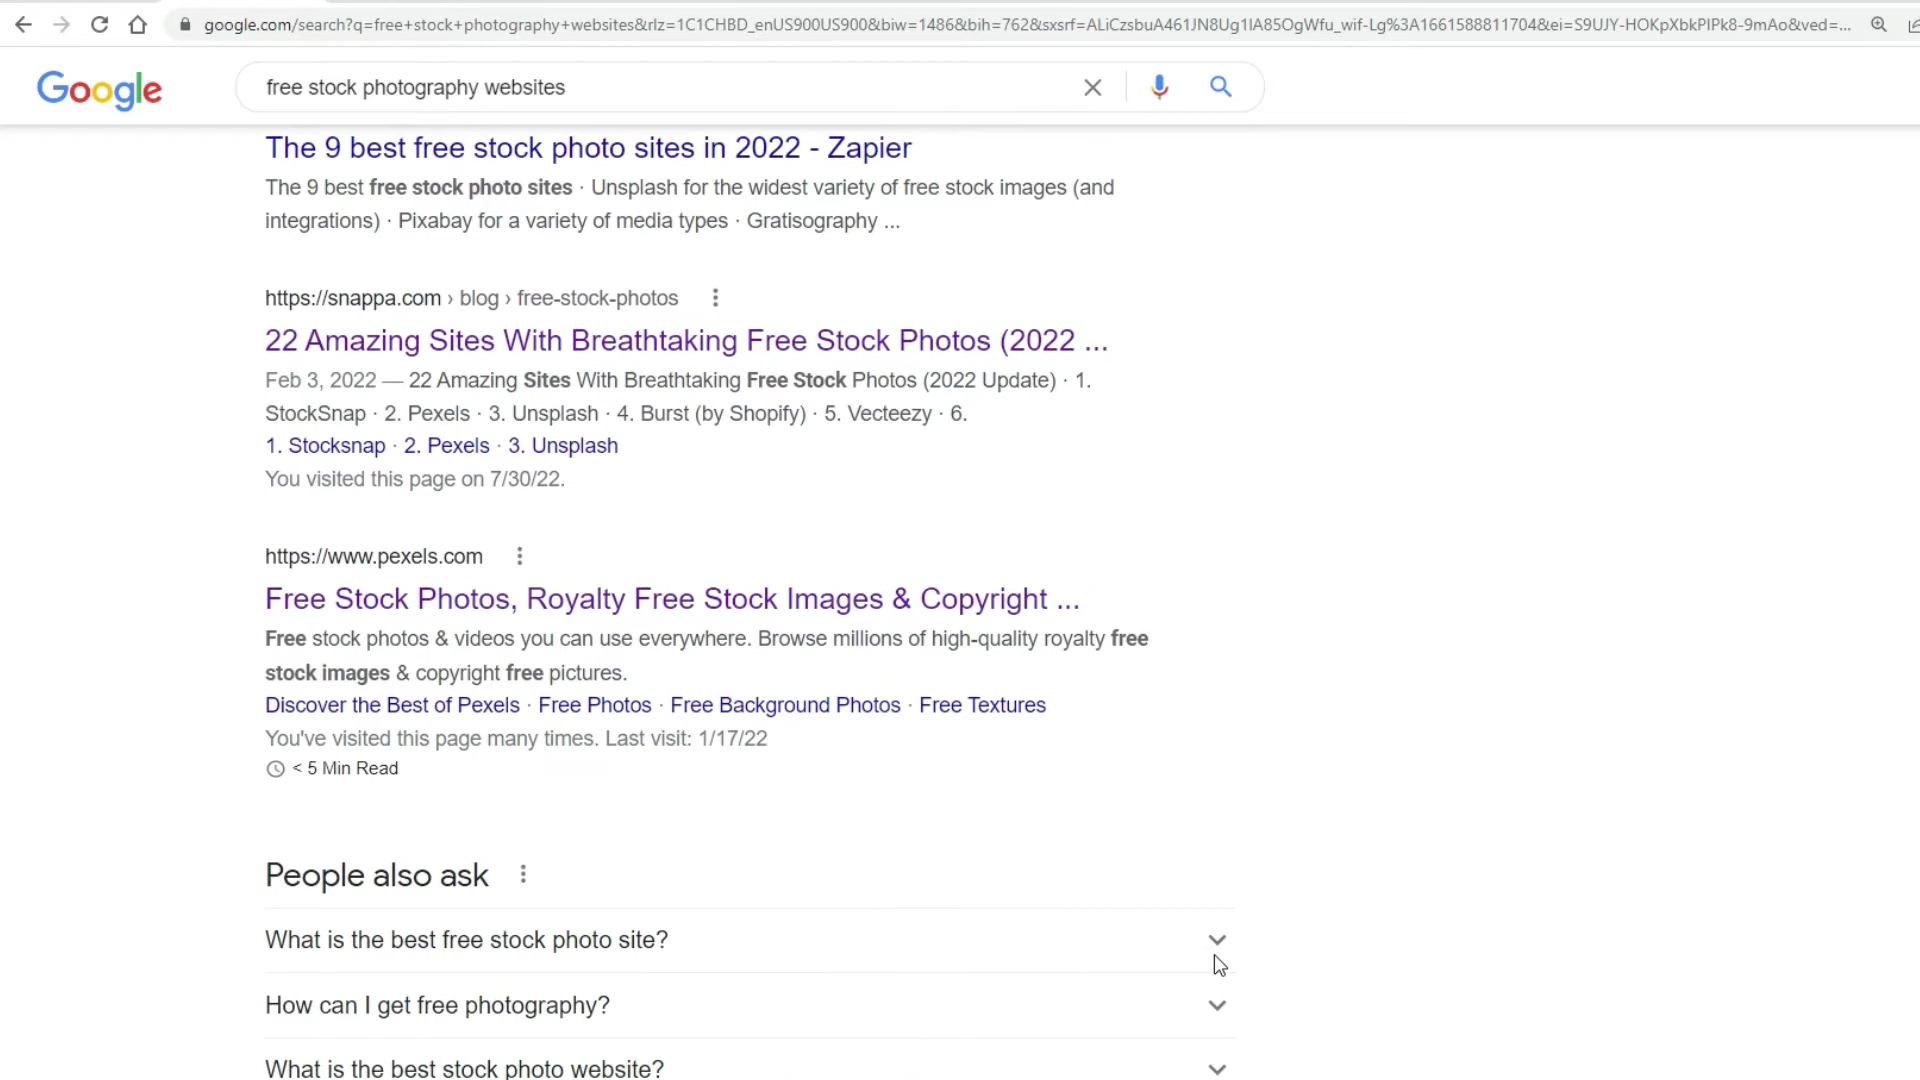 google.com/search?q=free+stock+photography+websites&rlz=1C1CHBD_enUS900US900&biw=1486&bih=762&sxsrf=ALiCzsbuA461JN8Ug1lA85OgWfu_wif-Lg%3A1661588811704&ei=S9UJY-HOKpXbkPIPk8-9mAo&ved=...
Google
free stock photography websites
The 9 best free stock photo sites in 2022 - Zapier
The 9 best free stock photo sites · Unsplash for the widest variety of free stock images (and
integrations) · Pixabay for a variety of media types · Gratisography ...
https://snappa.com › blog › free-stock-photos
22 Amazing Sites With Breathtaking Free Stock Photos (2022 ...
Feb 3, 2022 — 22 Amazing Sites With Breathtaking Free Stock Photos (2022 Update) · 1.
StockSnap · 2. Pexels · 3. Unsplash · 4. Burst (by Shopify) · 5. Vecteezy · 6.
1. Stocksnap · 2. Pexels · 3. Unsplash
You visited this page on 7/30/22.
https://www.pexels.com
Free Stock Photos, Royalty Free Stock Images & Copyright ...
Free stock photos & videos you can use everywhere. Browse millions of high-quality royalty free
stock images & copyright free pictures.
Discover the Best of Pexels · Free Photos · Free Background Photos · Free Textures
You've visited this page many times. Last visit: 1/17/22
< 5 Min Read
People also ask
What is the best free stock photo site?
How can I get free photography?
What is the best stock photo website?